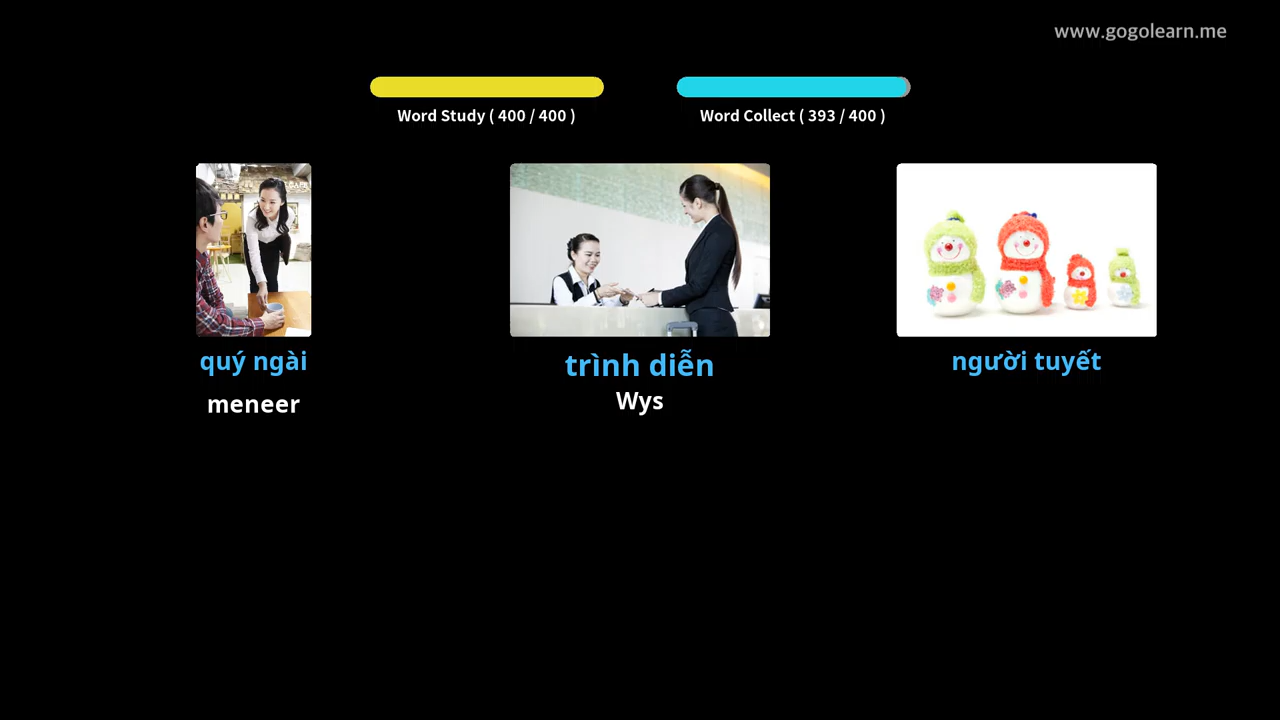 www.gogolearn.me
Word Study ( 400 / 400 )
Word Collect ( 393 / 400 )
quý ngài
meneer
trình diễn
Wys
người tuyết